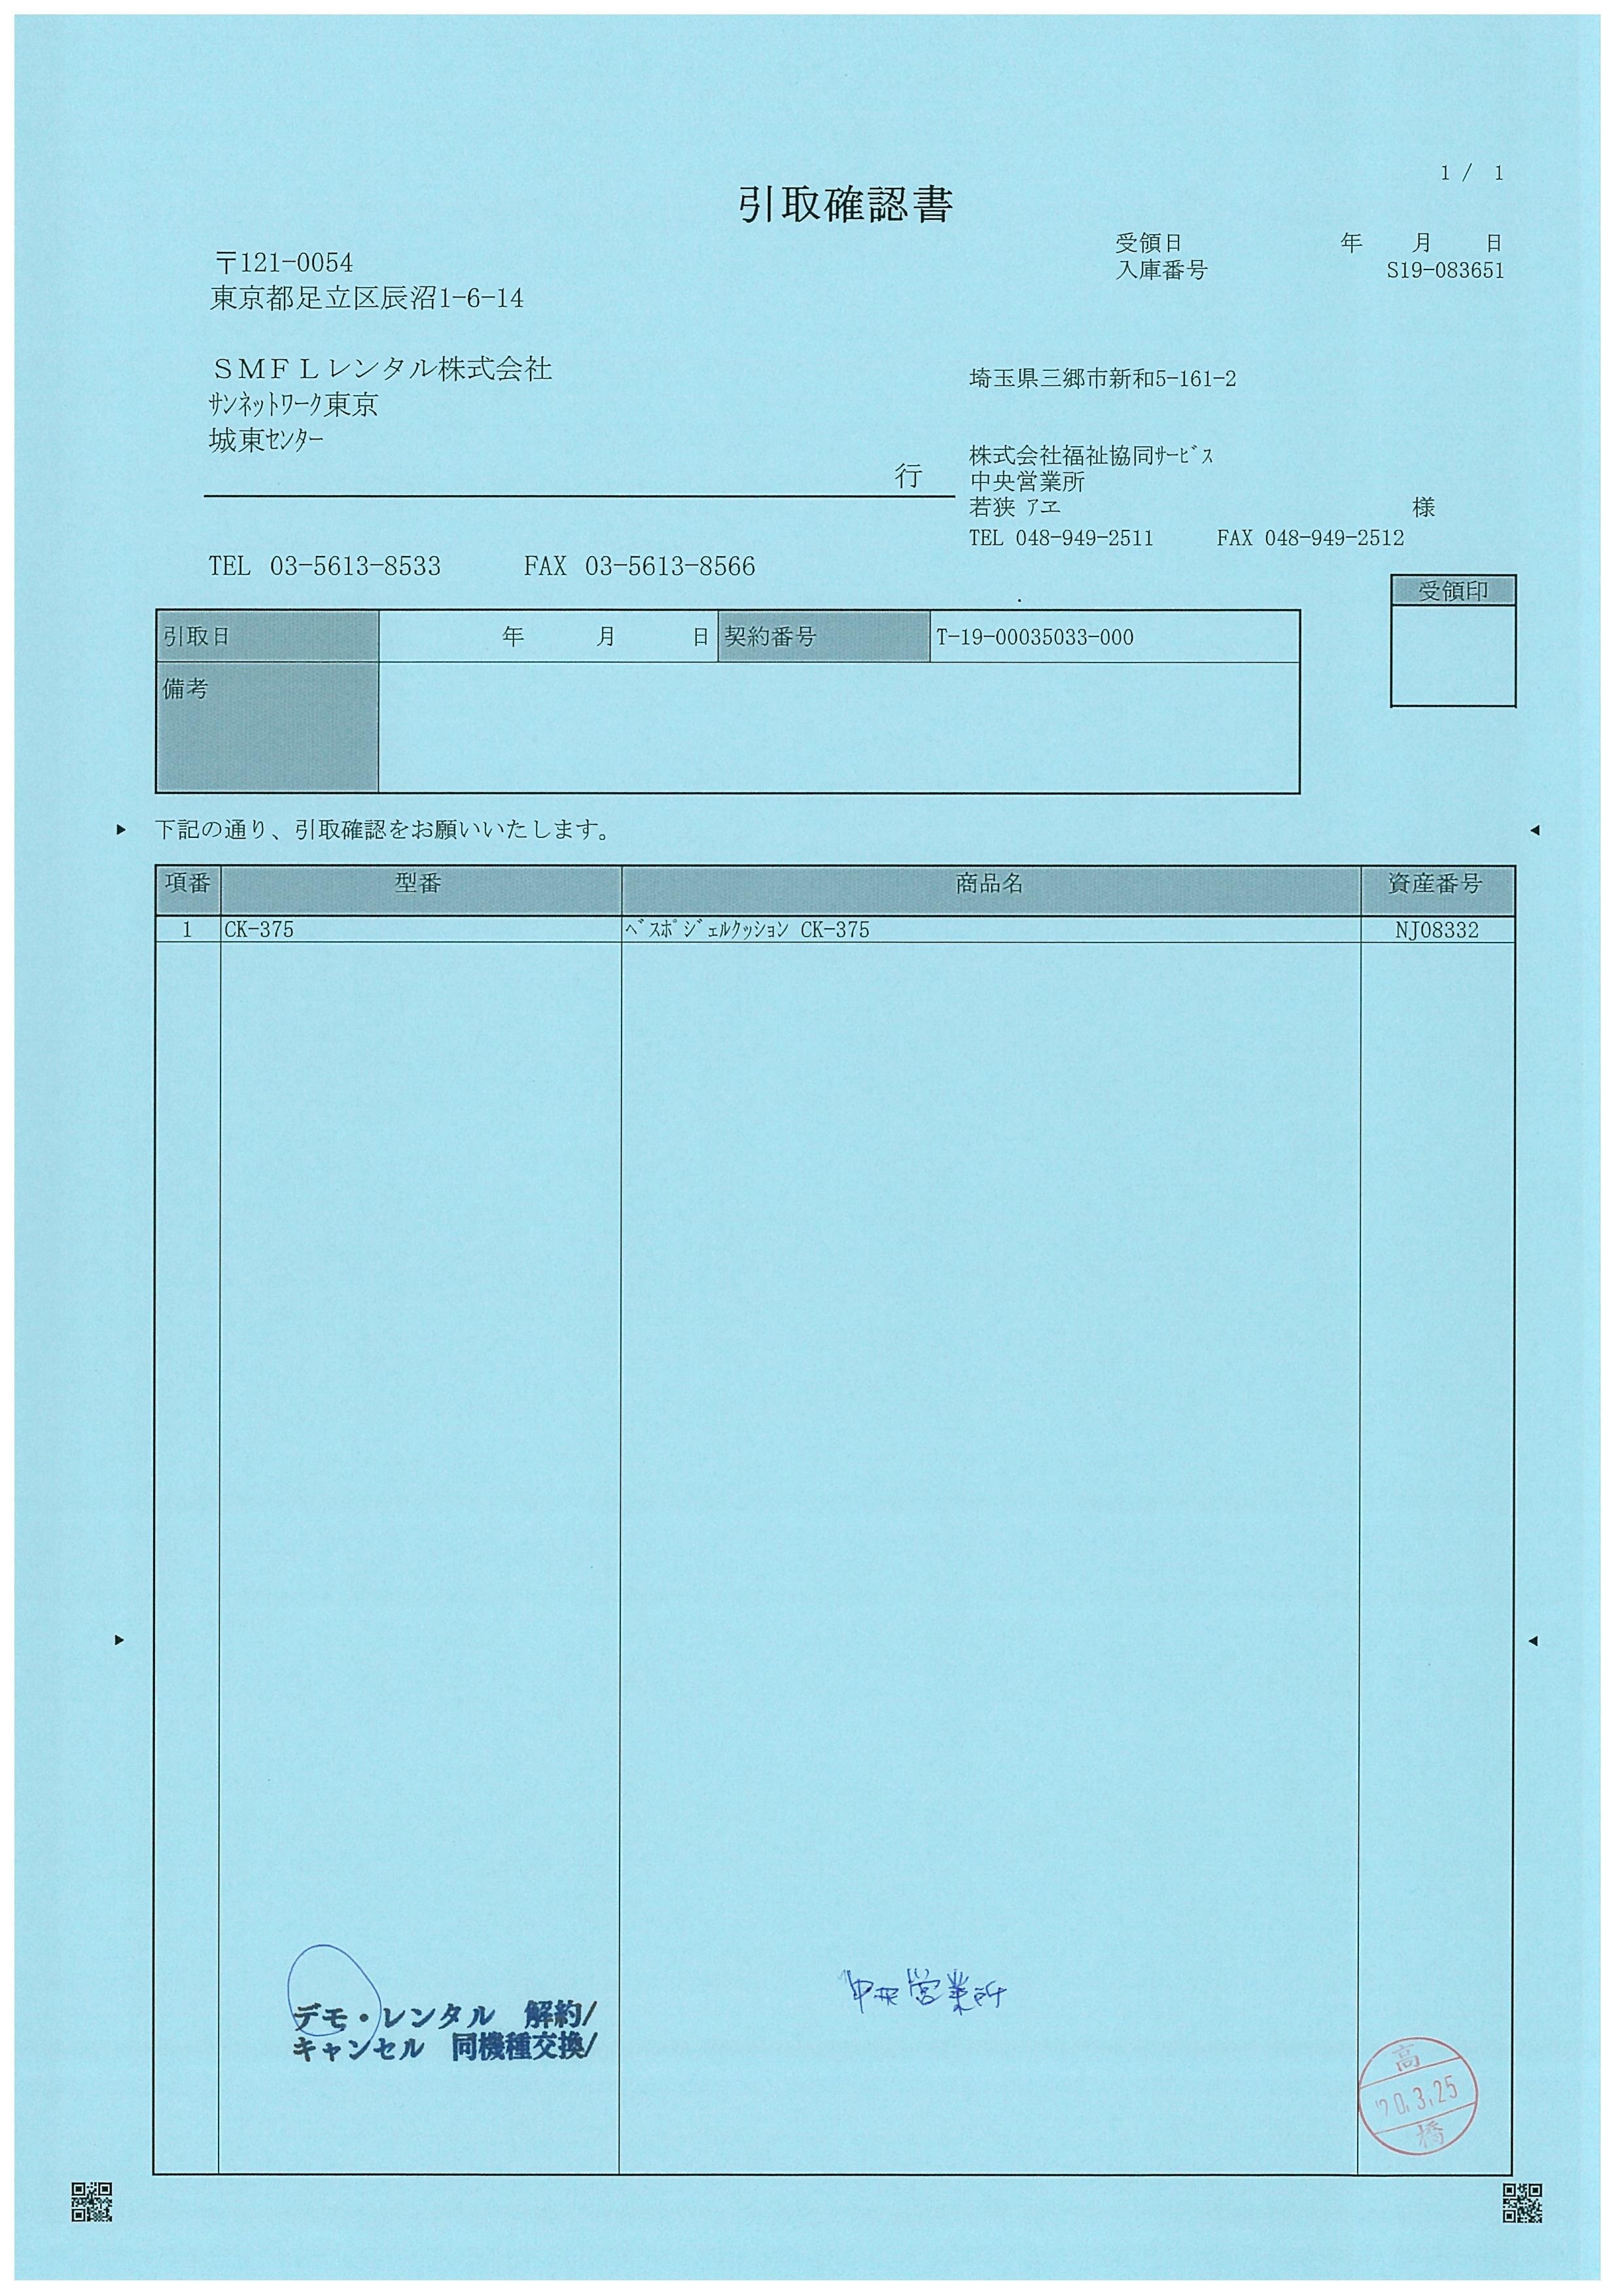 1 / 1
引取確認書
受領日 年 月 日
入庫番号 S19-083651
〒121-0054
東京都足立区辰沼1-6-14
ＳＭＦＬレンタル株式会社
ｻﾝﾈｯﾄﾜｰｸ東京
城東ｾﾝﾀｰ
行
TEL 03-5613-8533 FAX 03-5613-8566
埼玉県三郷市新和5-161-2
株式会社福祉協同ｻｰﾋﾞｽ
中央営業所
若狭 アヱ 様
TEL 048-949-2511 FAX 048-949-2512
受領印
引取日 年 月 日 契約番号 T-19-00035033-000
備考
▶ 下記の通り、引取確認をお願いいたします。 ◀
項番 型番 商品名 資産番号
1 CK-375 ﾍﾞｽﾎﾟｼﾞｪﾙｸｯｼｮﾝ CK-375 NJ08332
デモ・レンタル 解約/
キャンセル 同機種交換/
中央営業所
高
'20.3.25
橋